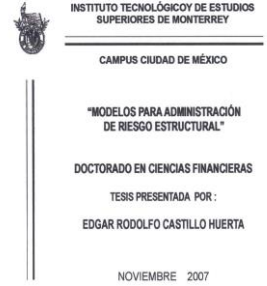 INSTITUTO TECNOLÓGICOY DE ESTUDIOS
SUPERIORES DE MONTERREY
CAMPUS CIUDAD DE MÉXICO
“MODELOS PARA ADMINISTRACIÓN
DE RIESGO ESTRUCTURAL”
DOCTORADO EN CIENCIAS FINANCIERAS
TESIS PRESENTADA POR :
EDGAR RODOLFO CASTILLO HUERTA
NOVIEMBRE 2007